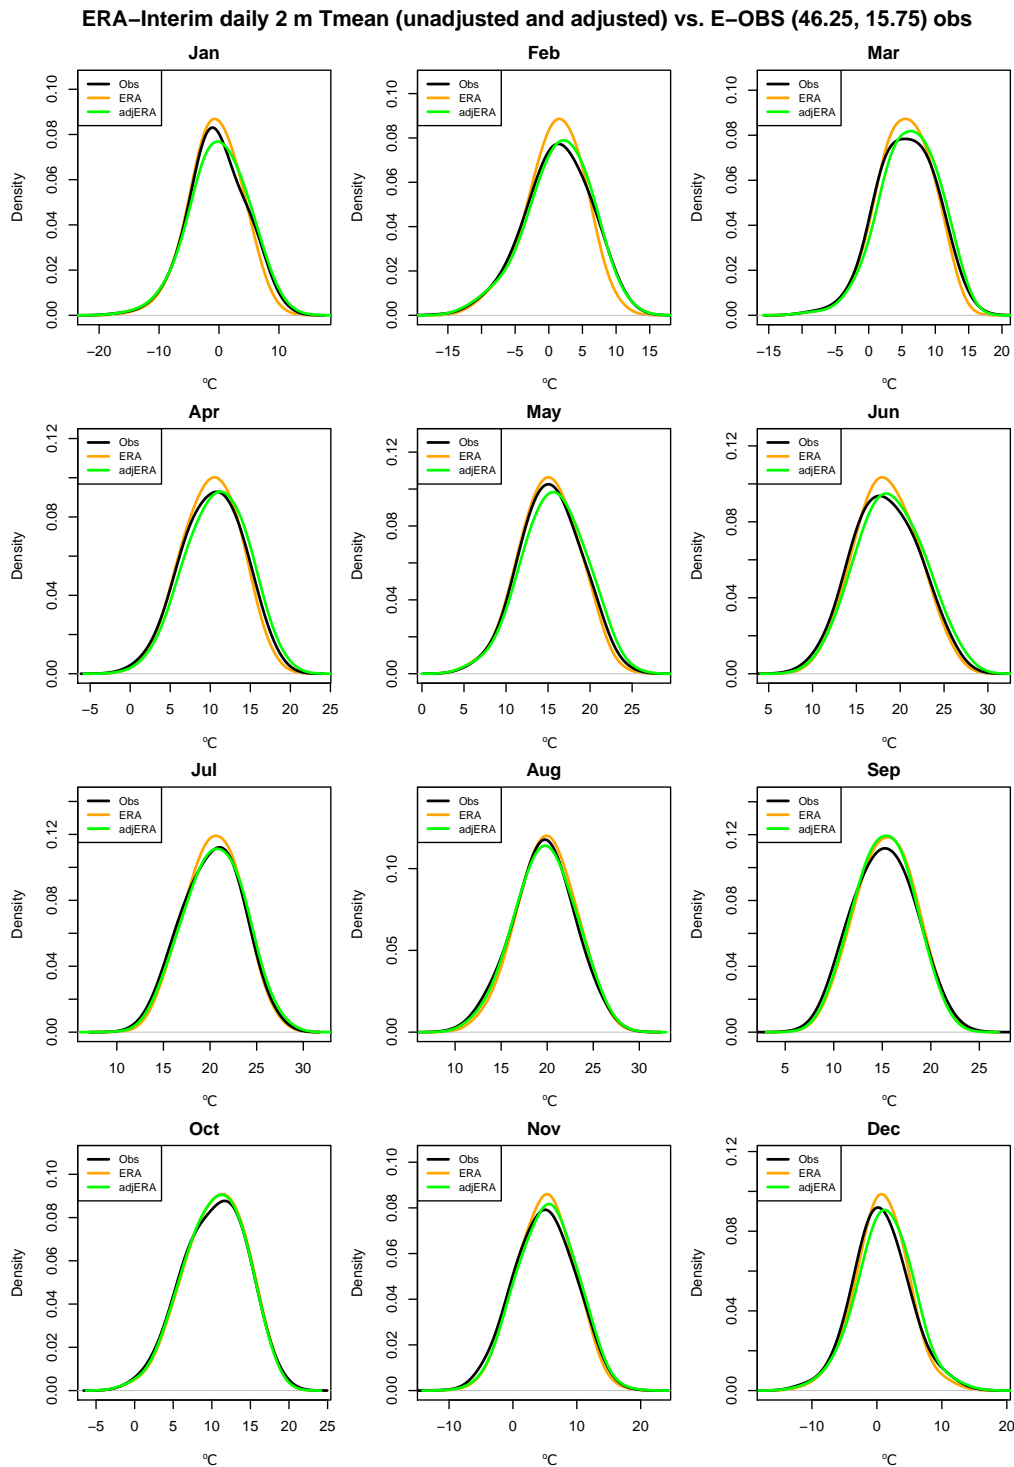 ERA−Interim daily 2 m Tmean (unadjusted and adjusted) vs. E−OBS (46.25, 15.75) obs
Jan
Obs
ERA
adjERA
Density
0.00 0.02 0.04 0.06 0.08 0.10
−20 −10 0 10
°C
Feb
Obs
ERA
adjERA
Density
0.00 0.02 0.04 0.06 0.08 0.10
−15 −5 0 5 10 15
°C
Mar
Obs
ERA
adjERA
Density
0.00 0.02 0.04 0.06 0.08 0.10
−15 −5 0 5 10 15 20
°C
Apr
Obs
ERA
adjERA
Density
0.00 0.04 0.08 0.12
−5 0 5 10 15 20 25
°C
May
Obs
ERA
adjERA
Density
0.00 0.04 0.08 0.12
0 5 10 15 20 25
°C
Jun
Obs
ERA
adjERA
Density
0.00 0.04 0.08 0.12
5 10 15 20 25 30
°C
Jul
Obs
ERA
adjERA
Density
0.00 0.04 0.08 0.12
10 15 20 25 30
°C
Aug
Obs
ERA
adjERA
Density
0.00 0.05 0.10
10 15 20 25 30
°C
Sep
Obs
ERA
adjERA
Density
0.00 0.04 0.08 0.12
5 10 15 20 25
°C
Oct
Obs
ERA
adjERA
Density
0.00 0.02 0.04 0.06 0.08 0.10
−5 0 5 10 15 20 25
°C
Nov
Obs
ERA
adjERA
Density
0.00 0.02 0.04 0.06 0.08 0.10
−10 0 5 10 20
°C
Dec
Obs
ERA
adjERA
Density
0.00 0.04 0.08 0.12
−10 0 10 20
°C